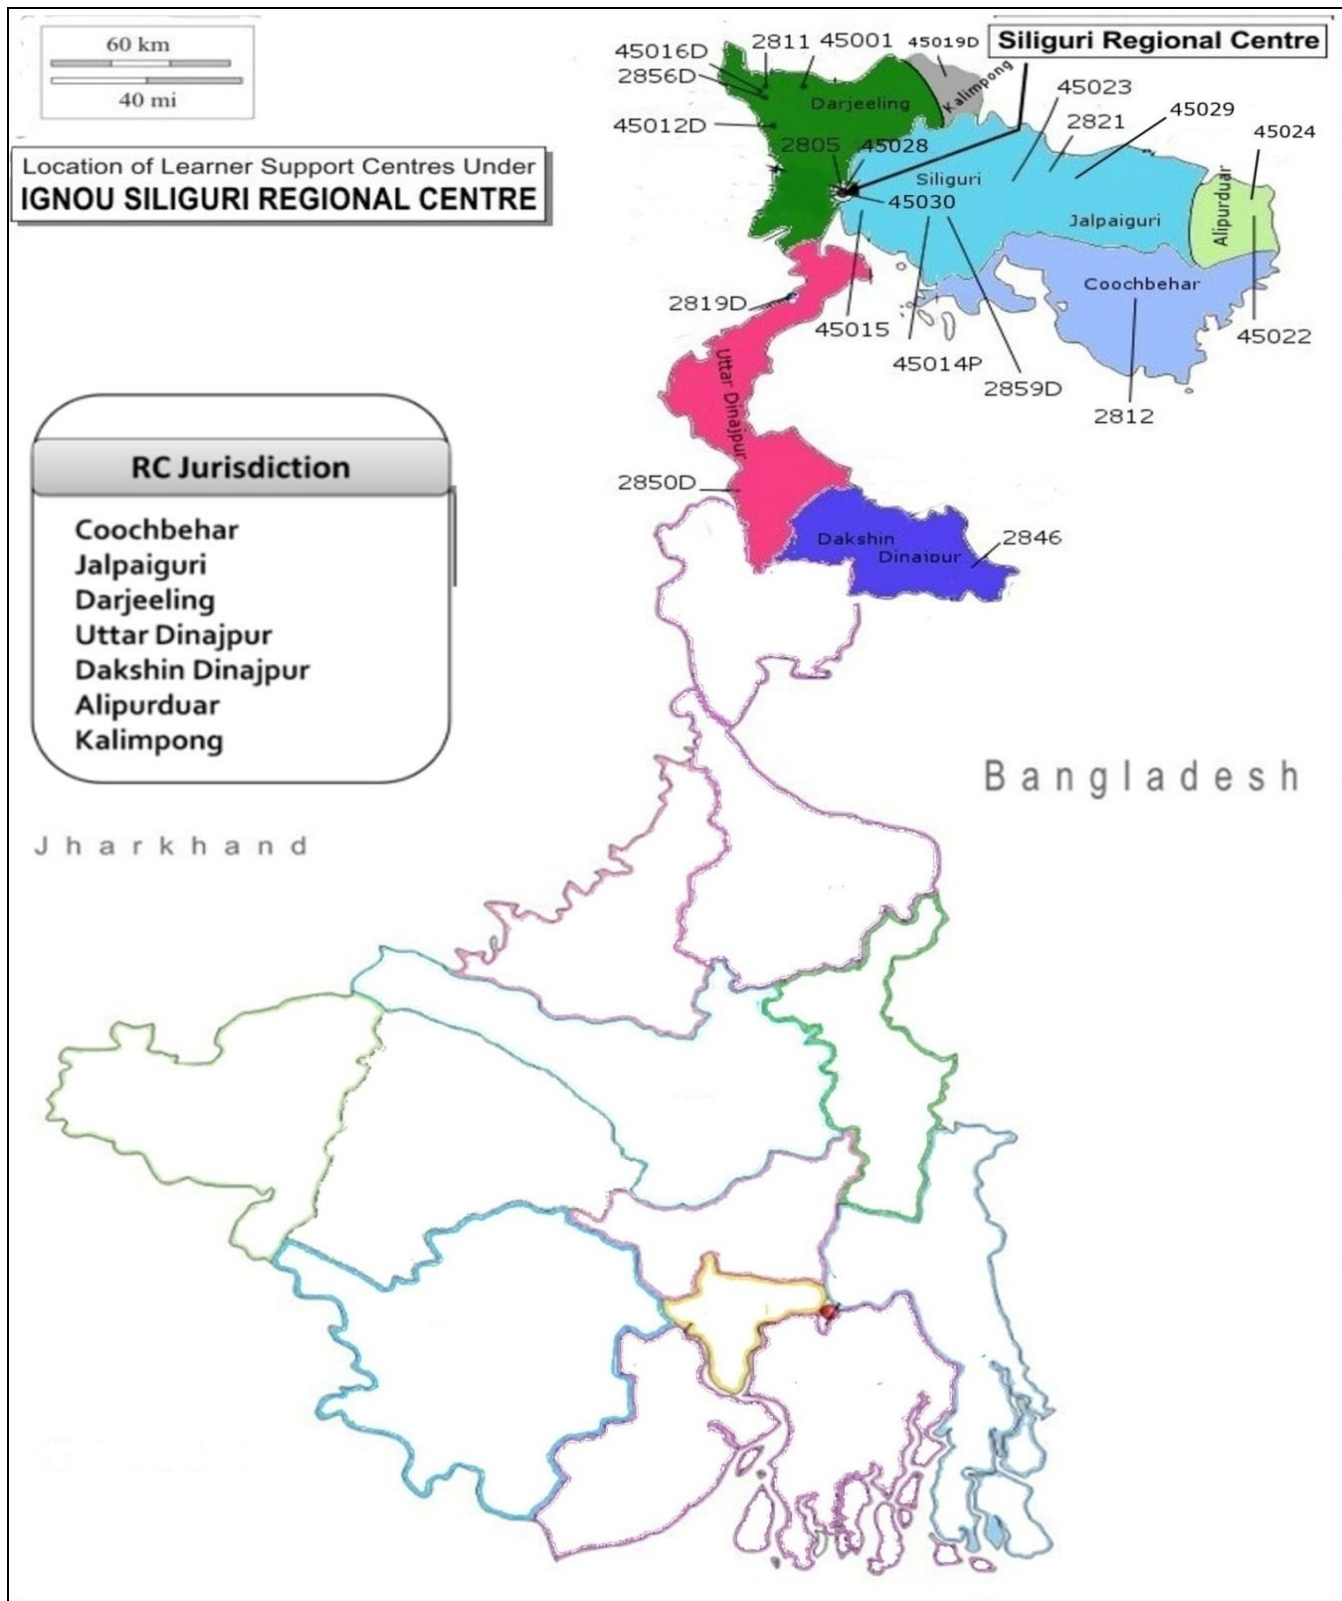 60 km
40 mi
Location of Learner Support Centres Under
IGNOU SILIGURI REGIONAL CENTRE
Siliguri Regional Centre
45016D
2811
45001
45019D
2856D
45012D
Darjeeling
Kalimpong
45023
2821
45029
45024
2805
45028
Siliguri
45030
Jalpaiguri
Alipurduar
Coochbehar
2819D
45015
45014P
2859D
2812
45022
Uttar Dinajpur
2850D
Dakshin
Dinajpur
2846
RC Jurisdiction
Coochbehar
Jalpaiguri
Darjeeling
Uttar Dinajpur
Dakshin Dinajpur
Alipurduar
Kalimpong
Bangladesh
Jharkhand